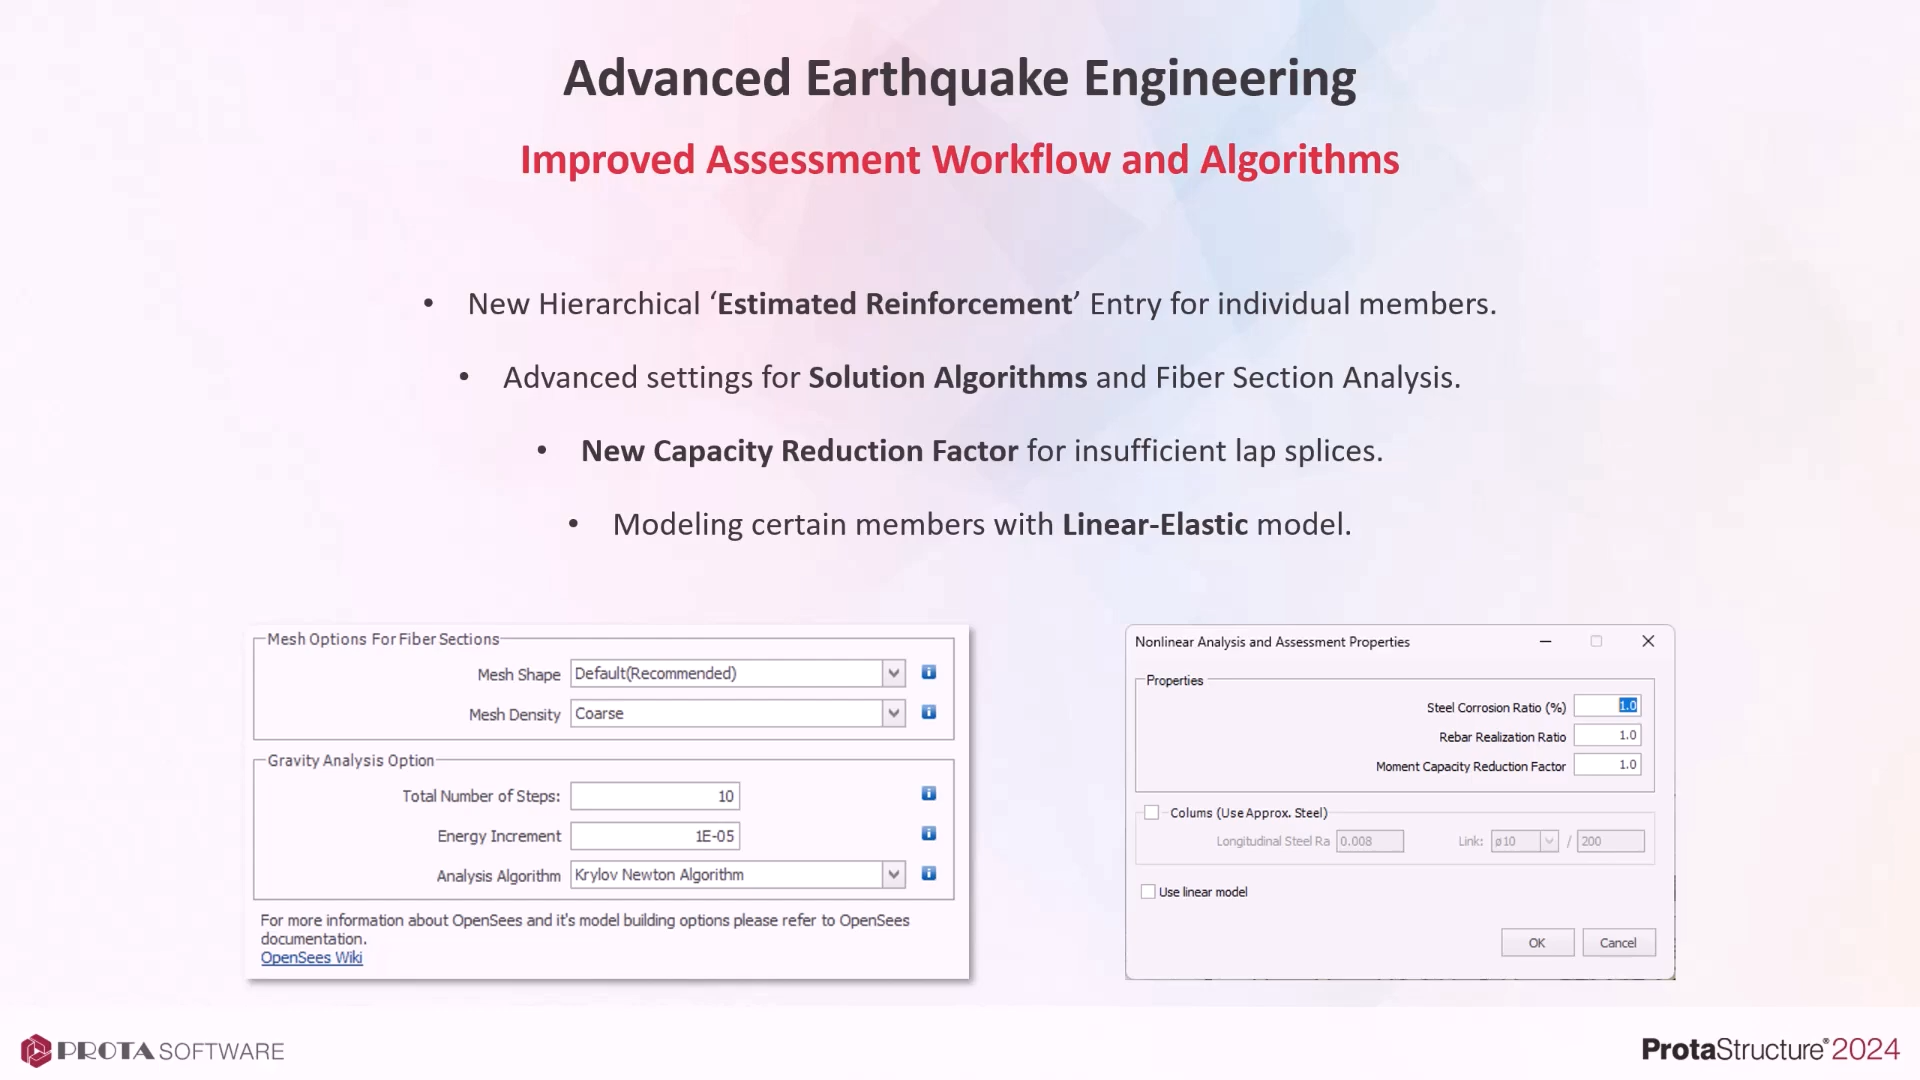 Advanced Earthquake Engineering
Improved Assessment Workflow and Algorithms
• New Hierarchical ‘Estimated Reinforcement’ Entry for individual members.
• Advanced settings for Solution Algorithms and Fiber Section Analysis.
• New Capacity Reduction Factor for insufficient lap splices.
• Modeling certain members with Linear-Elastic model.
Mesh Options For Fiber Sections
Mesh Shape Default(Recommended)
Mesh Density Coarse
Gravity Analysis Option
Total Number of Steps: 10
Energy Increment 1E-05
Analysis Algorithm Krylov Newton Algorithm
For more information about OpenSees and it's model building options please refer to OpenSees
documentation.
OpenSees Wiki
Nonlinear Analysis and Assessment Properties
Properties
Steel Corrosion Ratio (%) 1.0
Rebar Realization Ratio 1.0
Moment Capacity Reduction Factor 1.0
Colums (Use Approx. Steel)
Longitudinal Steel Ra 0.008 Link: ø10 / 200
Use linear model
OK Cancel
PROTA SOFTWARE
ProtaStructure® 2024